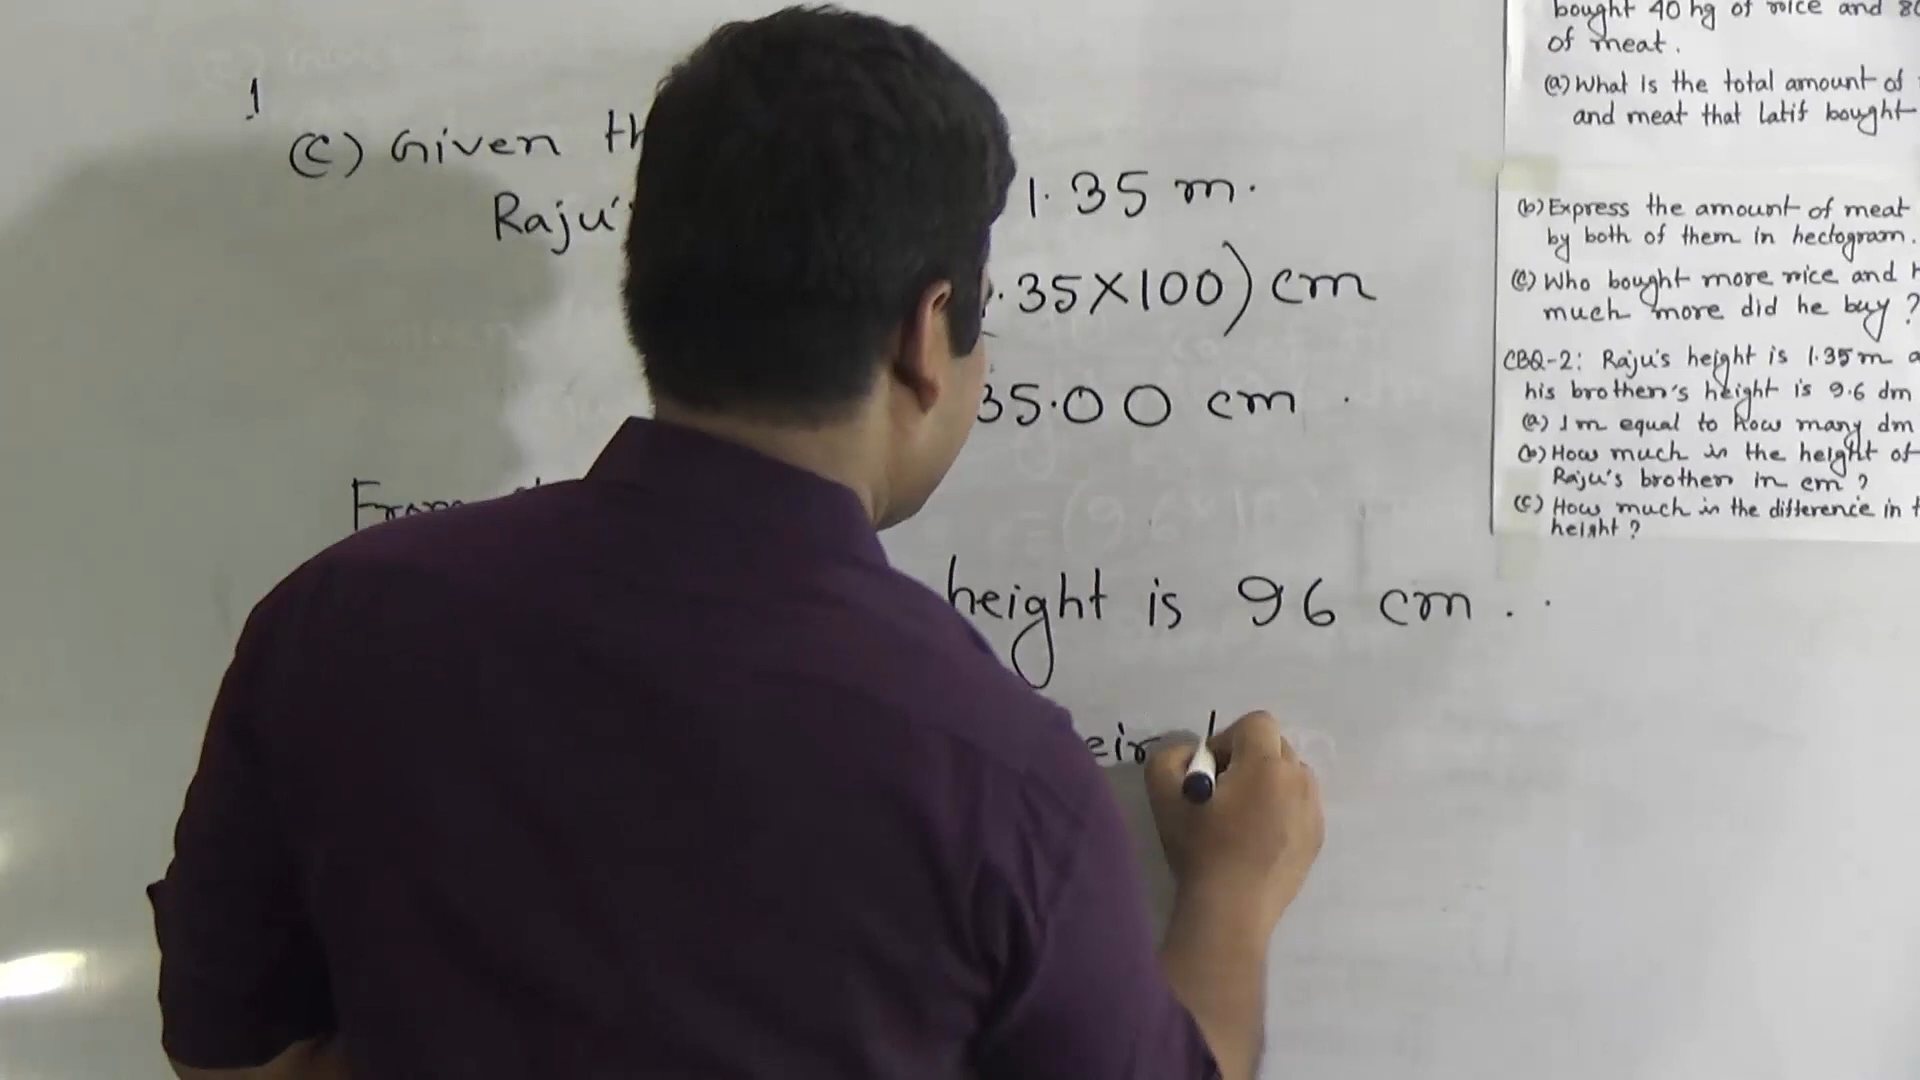 1
(C) Given th
Raju's
1.35 m.
.35X100) cm
35.00 cm.
From
height is 96 cm.
eir
bought 40 hg of rice and 80
of meat.
(a) What is the total amount of
and meat that latif bought
(b) Express the amount of meat
by both of them in hectogram.
(c) Who bought more rice and h
much more did he buy?
CBQ-2: Raju's height is 1.35 m a
his brother's height is 9.6 dm
(a) 1 m equal to how many dm
(b) How much is the height of
Raju's brother in cm?
(c) How much is the difference in t
height?